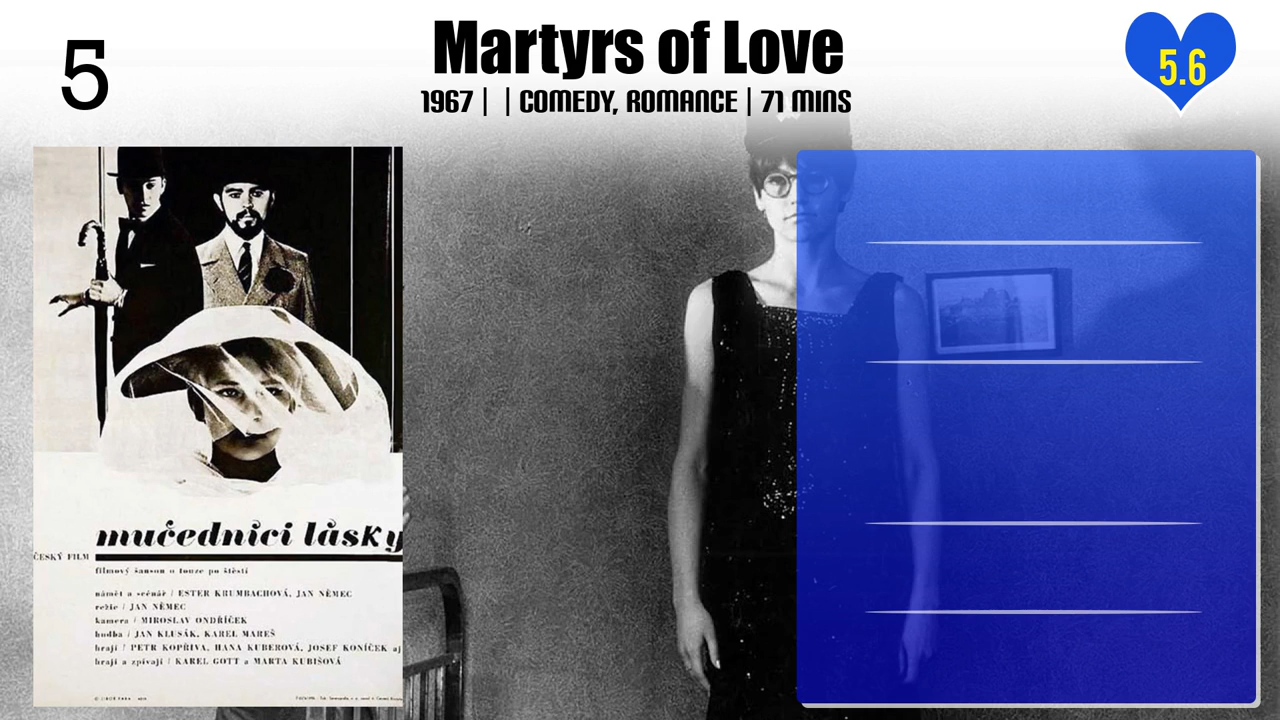 5
Martyrs of Love
1967 | | COMEDY, ROMANCE | 71 MINS
5.6
mučedníci lásky
ČESKÝ FILM
filmový šanson o touze po štěstí
námět a scénář / ESTER KRUMBACHOVÁ, JAN NĚMEC
režie / JAN NĚMEC
kamera / MIROSLAV ONDŘÍČEK
hudba / JAN KLUSÁK, KAREL MAREŠ
hrají / PETR KOPŘIVA, HANA KUBEROVÁ, JOSEF KONÍČEK aj
hrají a zpívají / KAREL GOTT a MARTA KUBIŠOVÁ